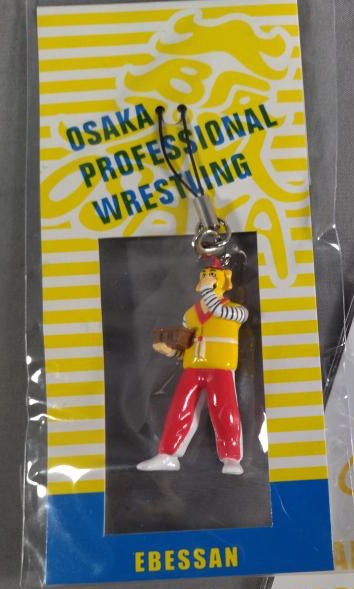 OSAKA
PROFESSIONAL
WRESTLING
EBESSAN